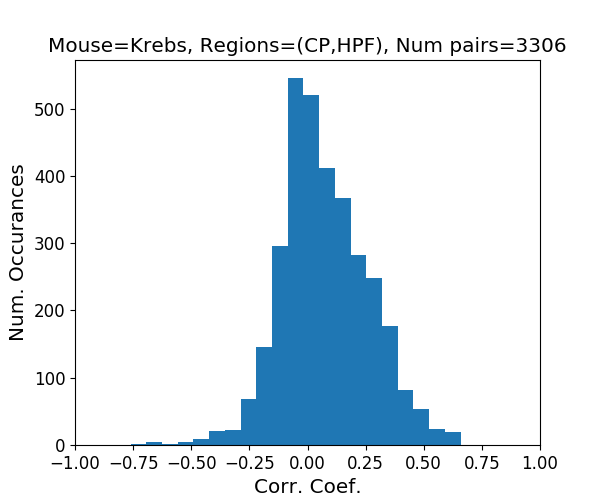 Mouse=Krebs, Regions=(CP,HPF), Num pairs=3306
Num. Occurances
500
400
300
200
100
0
−1.00 −0.75 −0.50 −0.25 0.00 0.25 0.50 0.75 1.00
Corr. Coef.